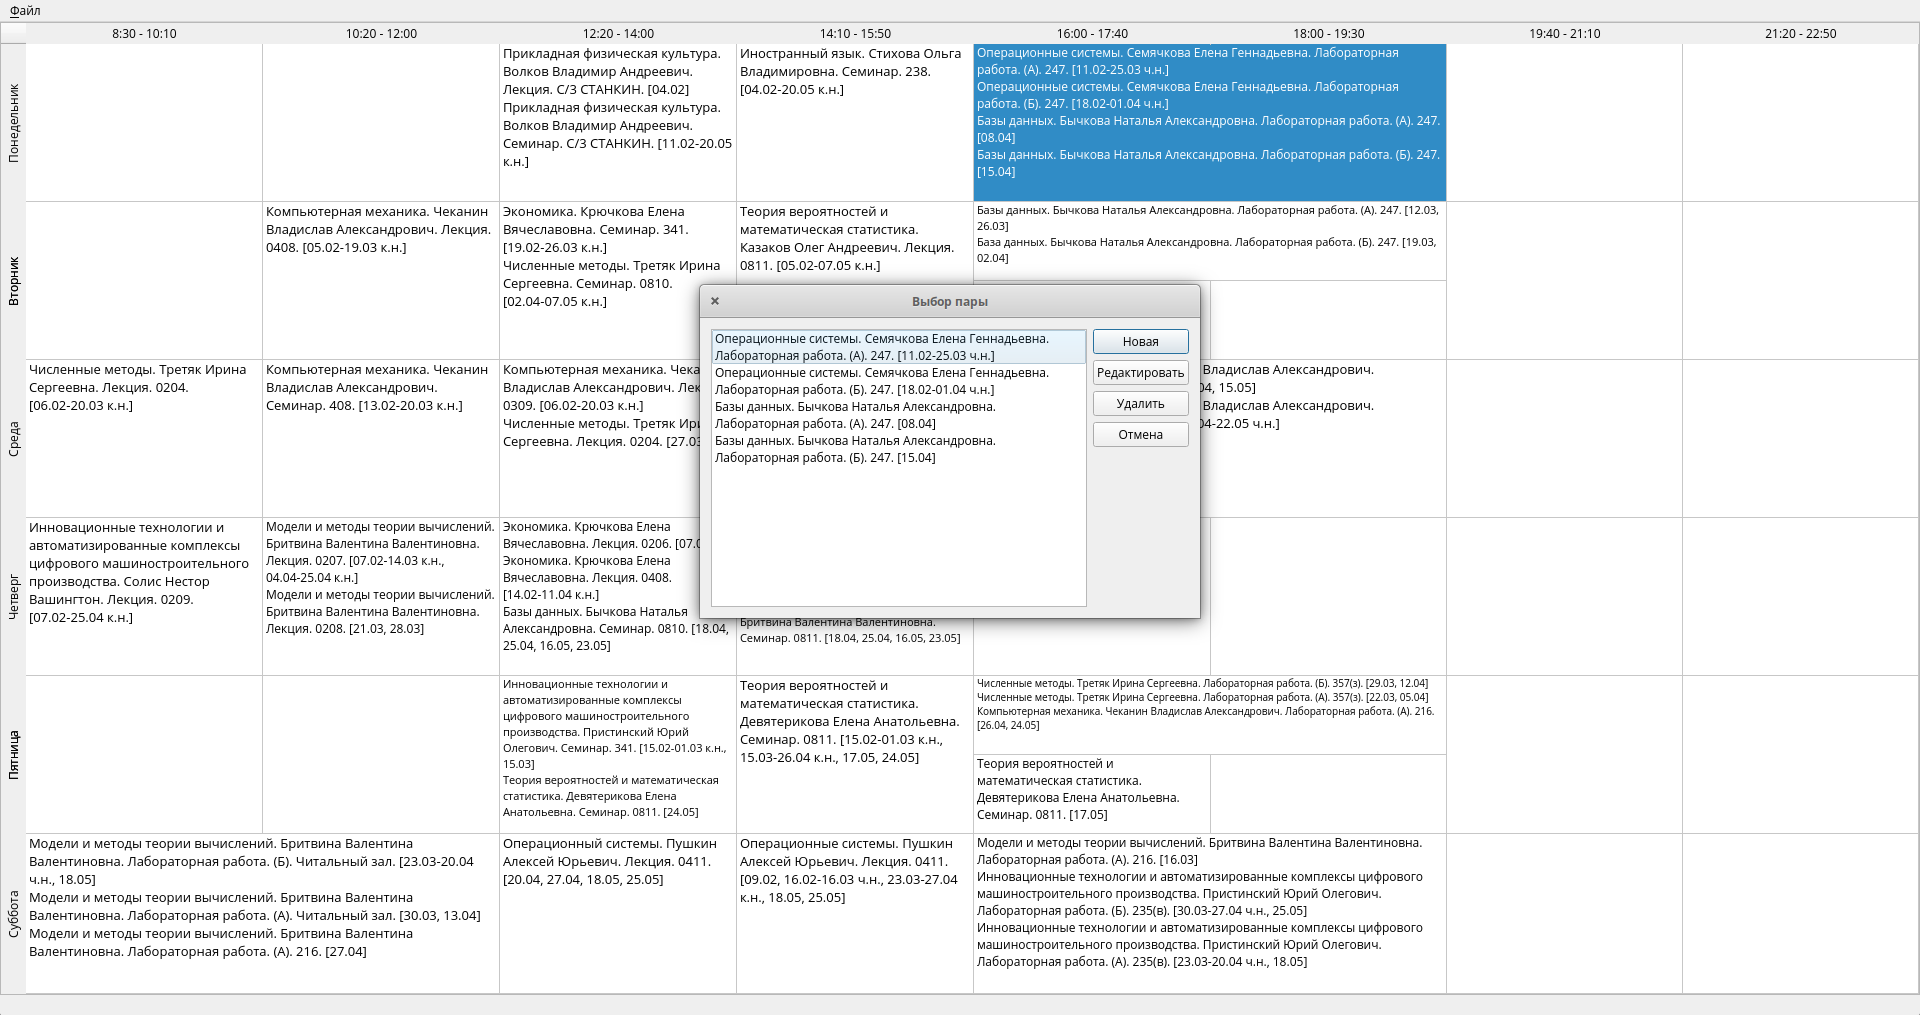 Файл
8:30 - 10:10
10:20 - 12:00
12:20 - 14:00
14:10 - 15:50
16:00 - 17:40
18:00 - 19:30
19:40 - 21:10
21:20 - 22:50
Понедельник
Прикладная физическая культура.
Волков Владимир Андреевич.
Лекция. С/З СТАНКИН. [04.02]
Прикладная физическая культура.
Волков Владимир Андреевич.
Семинар. С/З СТАНКИН. [11.02-20.05
к.н.]
Иностранный язык. Стихова Ольга
Владимировна. Семинар. 238.
[04.02-20.05 к.н.]
Операционные системы. Семячкова Елена Геннадьевна. Лабораторная
работа. (А). 247. [11.02-25.03 ч.н.]
Операционные системы. Семячкова Елена Геннадьевна. Лабораторная
работа. (Б). 247. [18.02-01.04 ч.н.]
Базы данных. Бычкова Наталья Александровна. Лабораторная работа. (А). 247.
[08.04]
Базы данных. Бычкова Наталья Александровна. Лабораторная работа. (Б). 247.
[15.04]
Вторник
Компьютерная механика. Чеканин
Владислав Александрович. Лекция.
0408. [05.02-19.03 к.н.]
Экономика. Крючкова Елена
Вячеславовна. Семинар. 341.
[19.02-26.03 к.н.]
Численные методы. Третяк Ирина
Сергеевна. Семинар. 0810.
[02.04-07.05 к.н.]
Теория вероятностей и
математическая статистика.
Казаков Олег Андреевич. Лекция.
0811. [05.02-07.05 к.н.]
Базы данных. Бычкова Наталья Александровна. Лабораторная работа. (А). 247. [12.03,
26.03]
База данных. Бычкова Наталья Александровна. Лабораторная работа. (Б). 247. [19.03,
02.04]
Выбор пары
Операционные системы. Семячкова Елена Геннадьевна.
Лабораторная работа. (А). 247. [11.02-25.03 ч.н.]
Операционные системы. Семячкова Елена Геннадьевна.
Лабораторная работа. (Б). 247. [18.02-01.04 ч.н.]
Базы данных. Бычкова Наталья Александровна.
Лабораторная работа. (А). 247. [08.04]
Базы данных. Бычкова Наталья Александровна.
Лабораторная работа. (Б). 247. [15.04]
Новая
Редактировать
Удалить
Отмена
Среда
Численные методы. Третяк Ирина
Сергеевна. Лекция. 0204.
[06.02-20.03 к.н.]
Компьютерная механика. Чеканин
Владислав Александрович.
Семинар. 408. [13.02-20.03 к.н.]
Компьютерная механика. Чека
Владислав Александрович. Лек
0309. [06.02-20.03 к.н.]
Численные методы. Третяк Ири
Сергеевна. Лекция. 0204. [27.03
Владислав Александрович.
04, 15.05]
Владислав Александрович.
04-22.05 ч.н.]
Четверг
Инновационные технологии и
автоматизированные комплексы
цифрового машиностроительного
производства. Солис Нестор
Вашингтон. Лекция. 0209.
[07.02-25.04 к.н.]
Модели и методы теории вычислений.
Бритвина Валентина Валентиновна.
Лекция. 0207. [07.02-14.03 к.н.,
04.04-25.04 к.н.]
Модели и методы теории вычислений.
Бритвина Валентина Валентиновна.
Лекция. 0208. [21.03, 28.03]
Экономика. Крючкова Елена
Вячеславовна. Лекция. 0206. [07.0
Экономика. Крючкова Елена
Вячеславовна. Лекция. 0408.
[14.02-11.04 к.н.]
Базы данных. Бычкова Наталья
Александровна. Семинар. 0810. [18.04,
25.04, 16.05, 23.05]
Бритвина Валентина Валентиновна.
Семинар. 0811. [18.04, 25.04, 16.05, 23.05]
Пятница
Инновационные технологии и
автоматизированные комплексы
цифрового машиностроительного
производства. Пристинский Юрий
Олегович. Семинар. 341. [15.02-01.03 к.н.,
15.03]
Теория вероятностей и математическая
статистика. Девятерикова Елена
Анатольевна. Семинар. 0811. [24.05]
Теория вероятностей и
математическая статистика.
Девятерикова Елена Анатольевна.
Семинар. 0811. [15.02-01.03 к.н.,
15.03-26.04 к.н., 17.05, 24.05]
Численные методы. Третяк Ирина Сергеевна. Лабораторная работа. (Б). 357(з). [29.03, 12.04]
Численные методы. Третяк Ирина Сергеевна. Лабораторная работа. (А). 357(з). [22.03, 05.04]
Компьютерная механика. Чеканин Владислав Александрович. Лабораторная работа. (А). 216.
[26.04, 24.05]
Теория вероятностей и
математическая статистика.
Девятерикова Елена Анатольевна.
Семинар. 0811. [17.05]
Суббота
Модели и методы теории вычислений. Бритвина Валентина
Валентиновна. Лабораторная работа. (Б). Читальный зал. [23.03-20.04
ч.н., 18.05]
Модели и методы теории вычислений. Бритвина Валентина
Валентиновна. Лабораторная работа. (А). Читальный зал. [30.03, 13.04]
Модели и методы теории вычислений. Бритвина Валентина
Валентиновна. Лабораторная работа. (А). 216. [27.04]
Операционный системы. Пушкин
Алексей Юрьевич. Лекция. 0411.
[20.04, 27.04, 18.05, 25.05]
Операционные системы. Пушкин
Алексей Юрьевич. Лекция. 0411.
[09.02, 16.02-16.03 ч.н., 23.03-27.04
к.н., 18.05, 25.05]
Модели и методы теории вычислений. Бритвина Валентина Валентиновна.
Лабораторная работа. (А). 216. [16.03]
Инновационные технологии и автоматизированные комплексы цифрового
машиностроительного производства. Пристинский Юрий Олегович.
Лабораторная работа. (Б). 235(в). [30.03-27.04 ч.н., 25.05]
Инновационные технологии и автоматизированные комплексы цифрового
машиностроительного производства. Пристинский Юрий Олегович.
Лабораторная работа. (А). 235(в). [23.03-20.04 ч.н., 18.05]